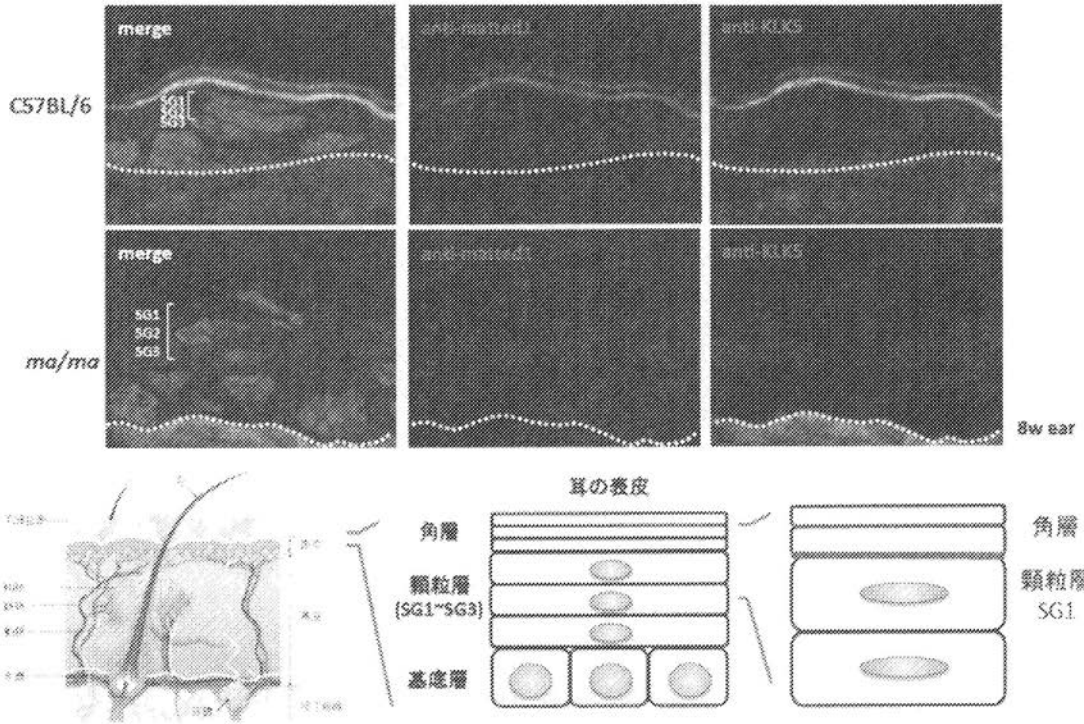 merge
anti-matted1
anti-KLK5
C57BL/6
SG1
SG2
SG3
merge
anti-matted1
anti-KLK5
SG1
SG2
SG3
ma/ma
8w ear
耳の表皮
角層
顆粒層
(SG1~SG3)
基底層
角層
顆粒層
SG1